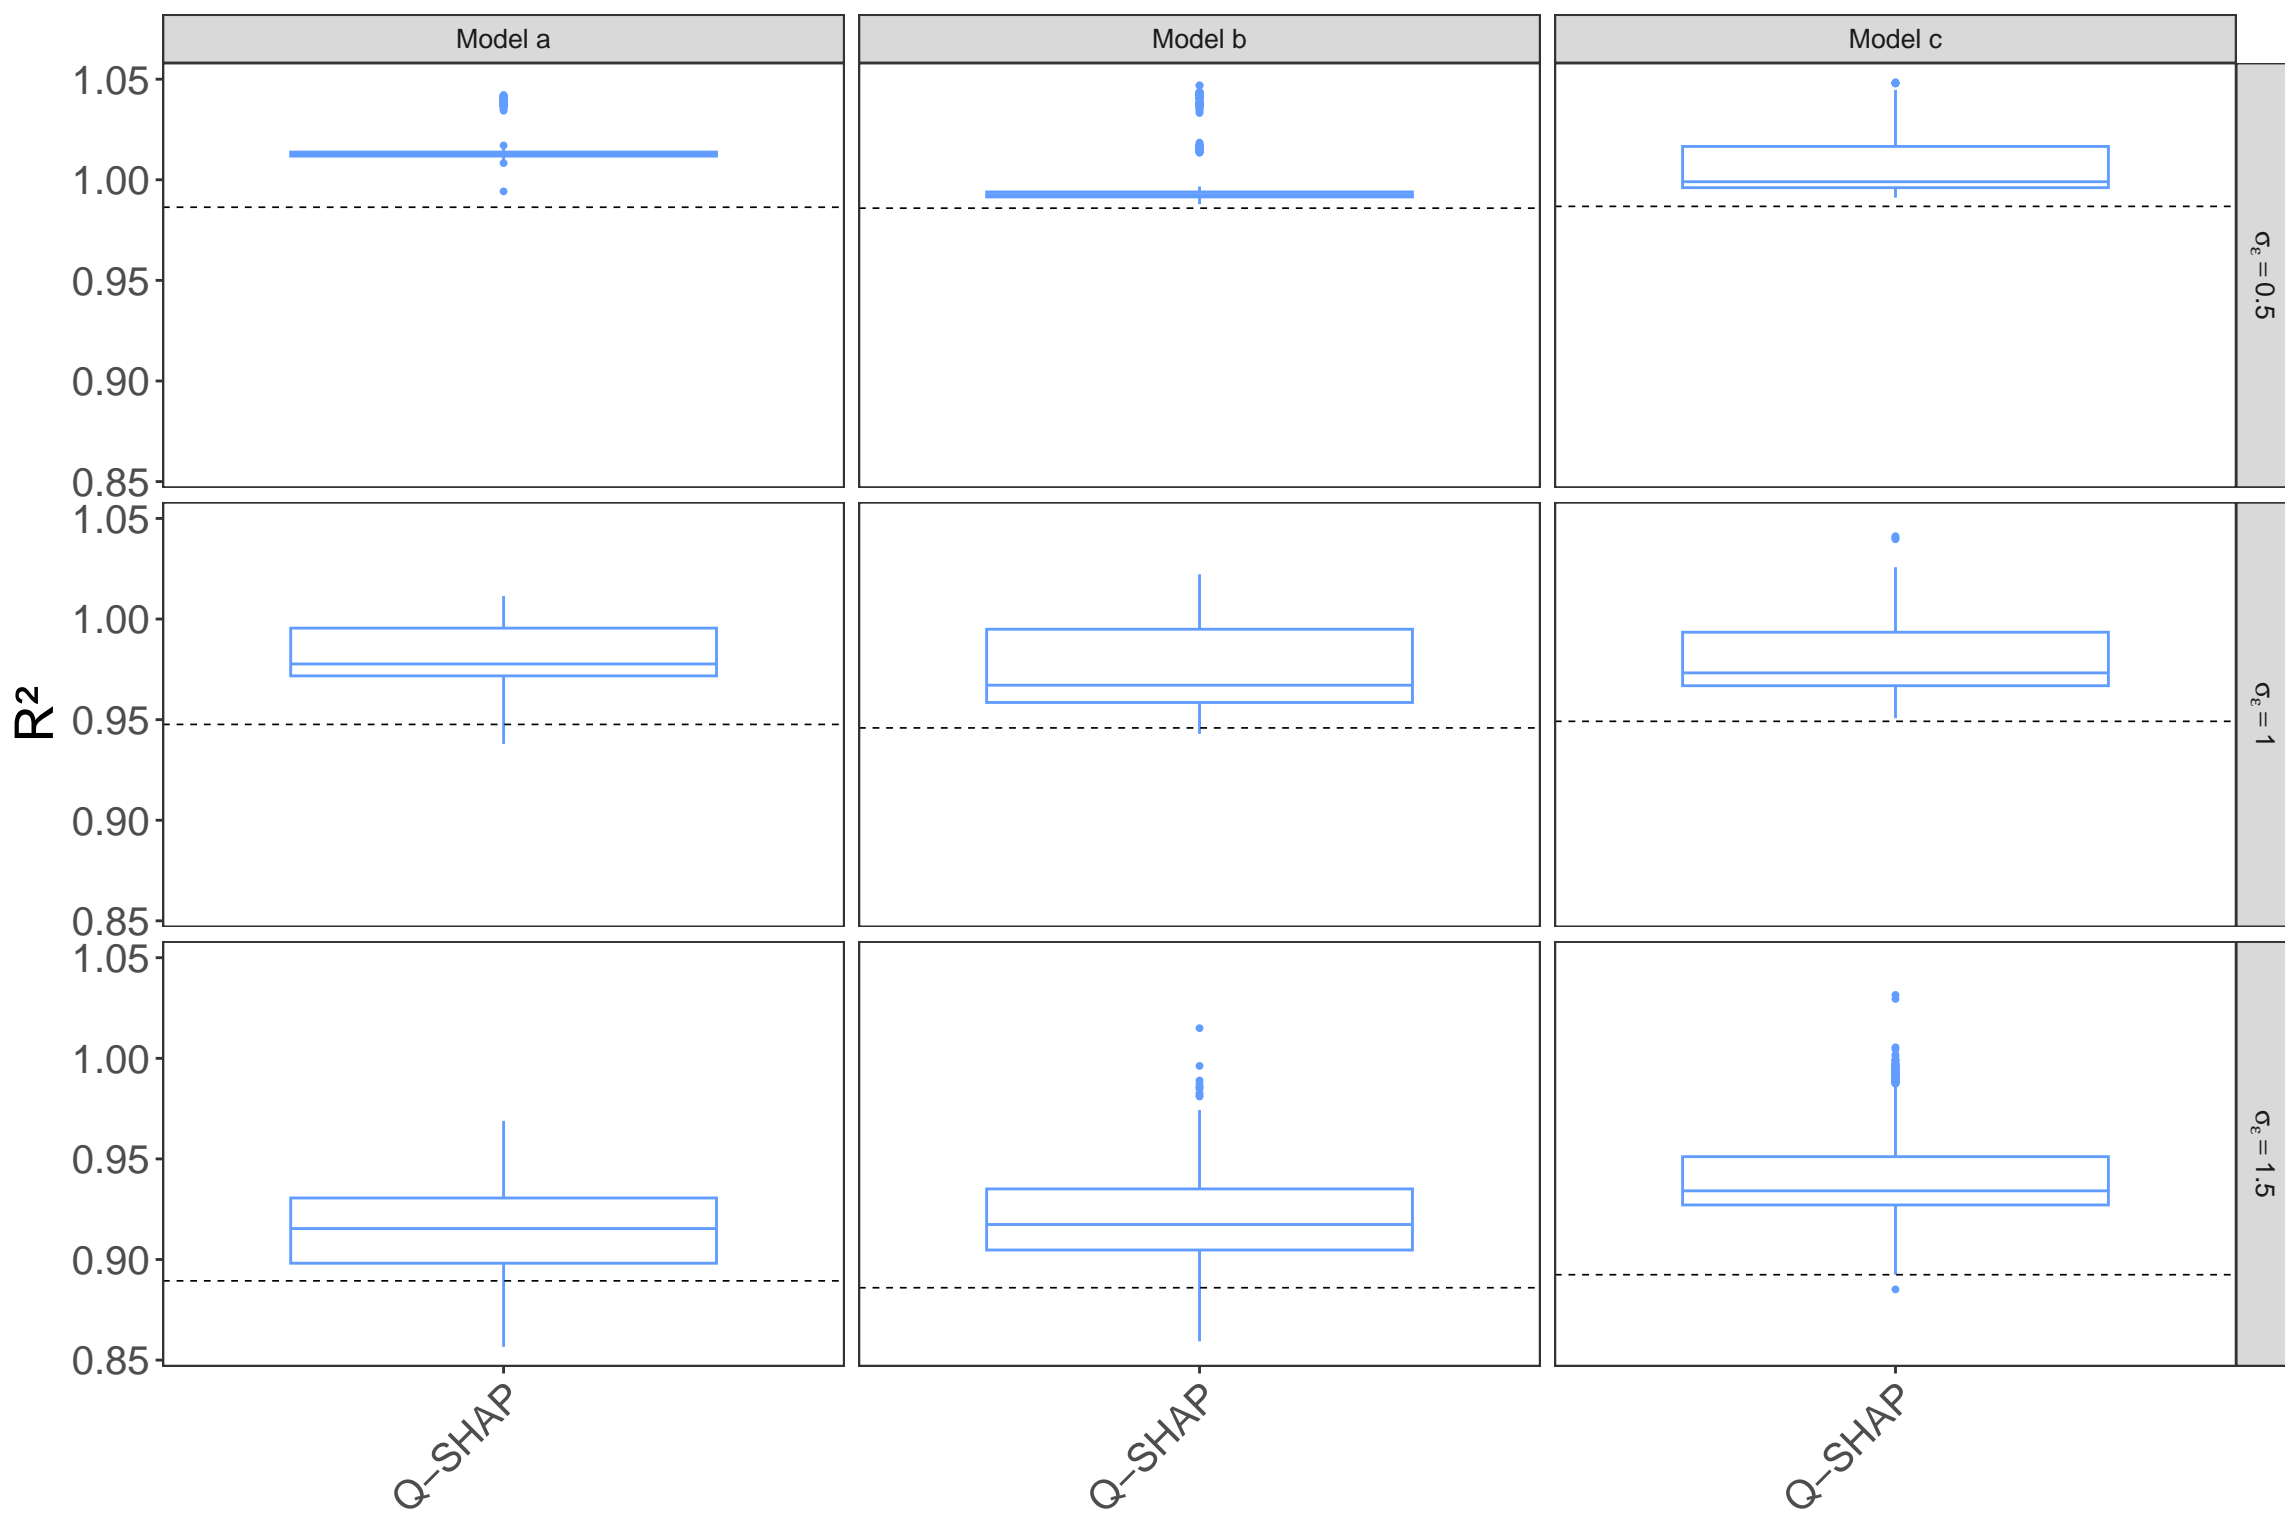 Model a
Model b
Model c
R²
1.05
1.00
0.95
0.90
0.85
σε = 0.5
1.05
1.00
0.95
0.90
0.85
σε = 1
1.05
1.00
0.95
0.90
0.85
σε = 1.5
Q−SHAP
Q−SHAP
Q−SHAP